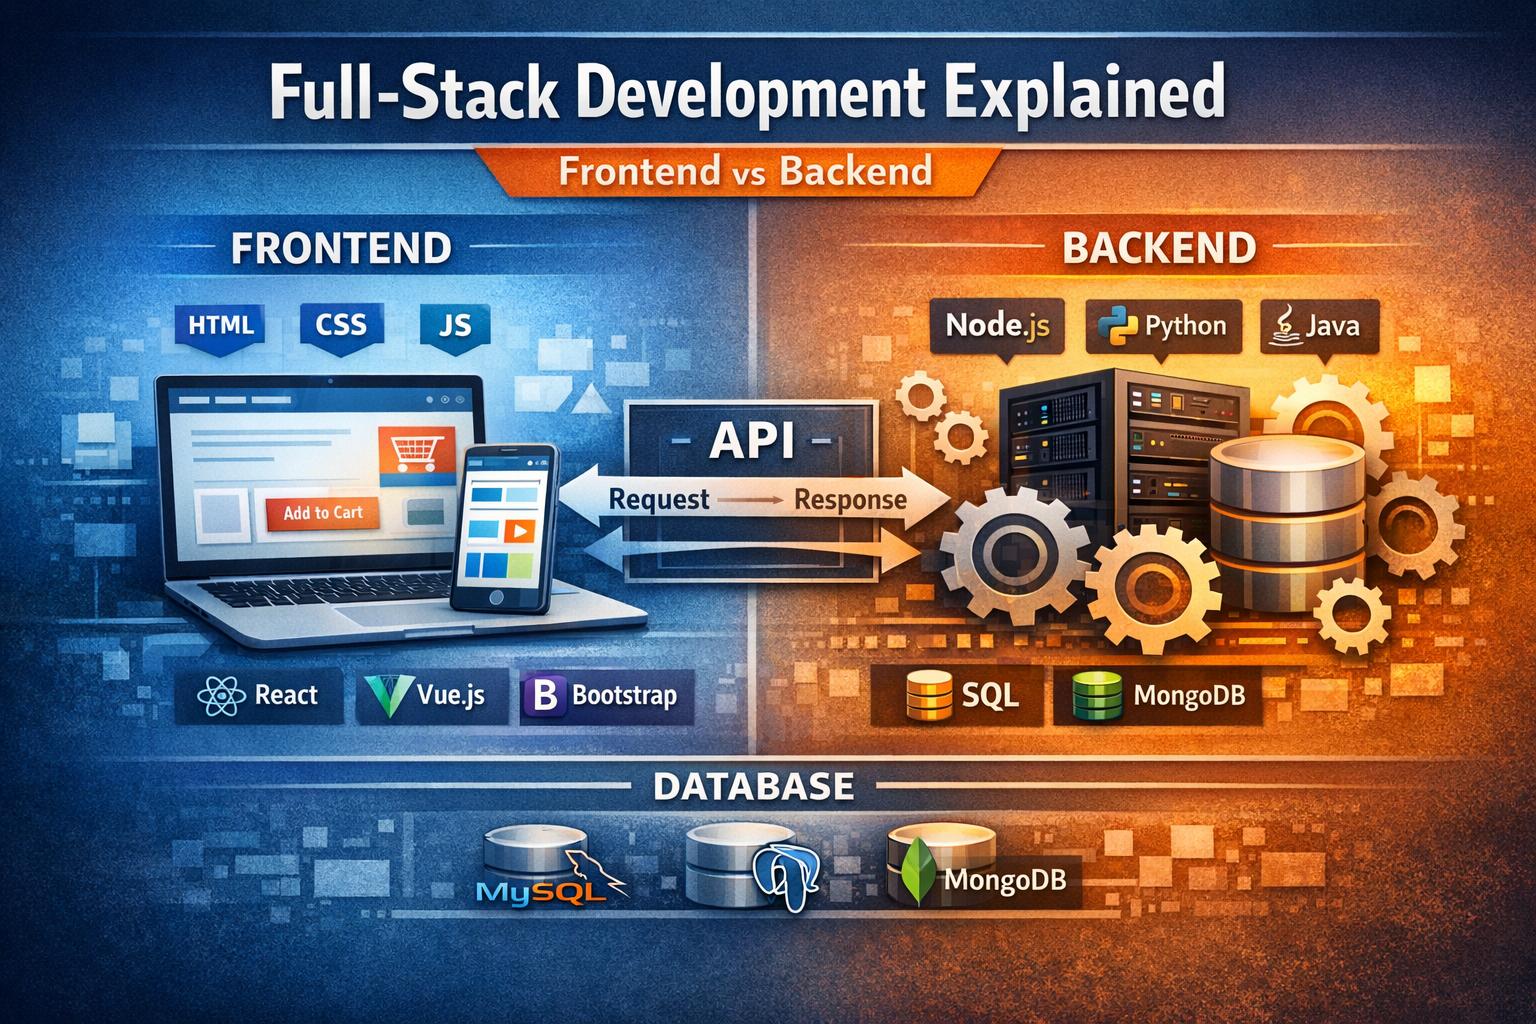 Full-Stack Development Explained
Frontend vs Backend
FRONTEND
HTML
CSS
JS
Add to Cart
React
Vue.js
B
Bootstrap
API
Request
Response
BACKEND
Node.js
Python
Java
SQL
MongoDB
DATABASE
MySQL
MongoDB